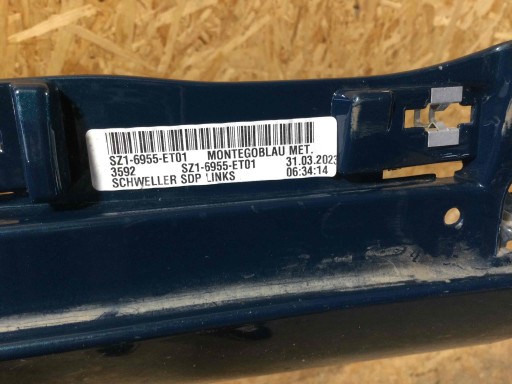 SZ1-6955-ET01 MONTEGOBLAU MET.
3592 SZ1-6955-ET01 31.03.2023
SCHWELLER SDP LINKS 06:34:14